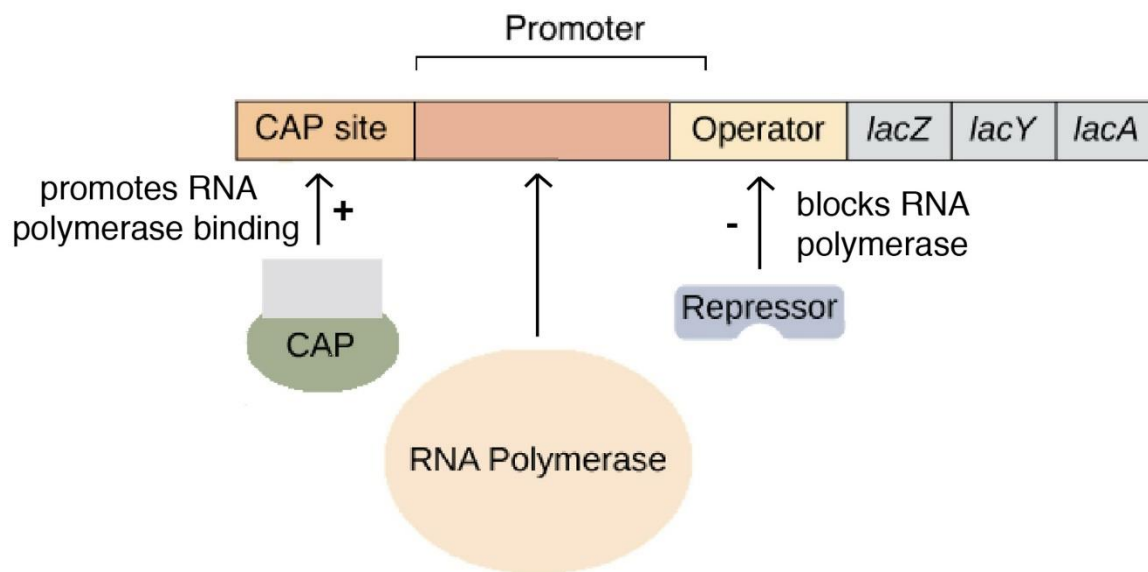 Promoter
CAP site
Operator
lacZ
lacY
lacA
promotes RNA
polymerase binding
+
-
blocks RNA
polymerase
CAP
Repressor
RNA Polymerase